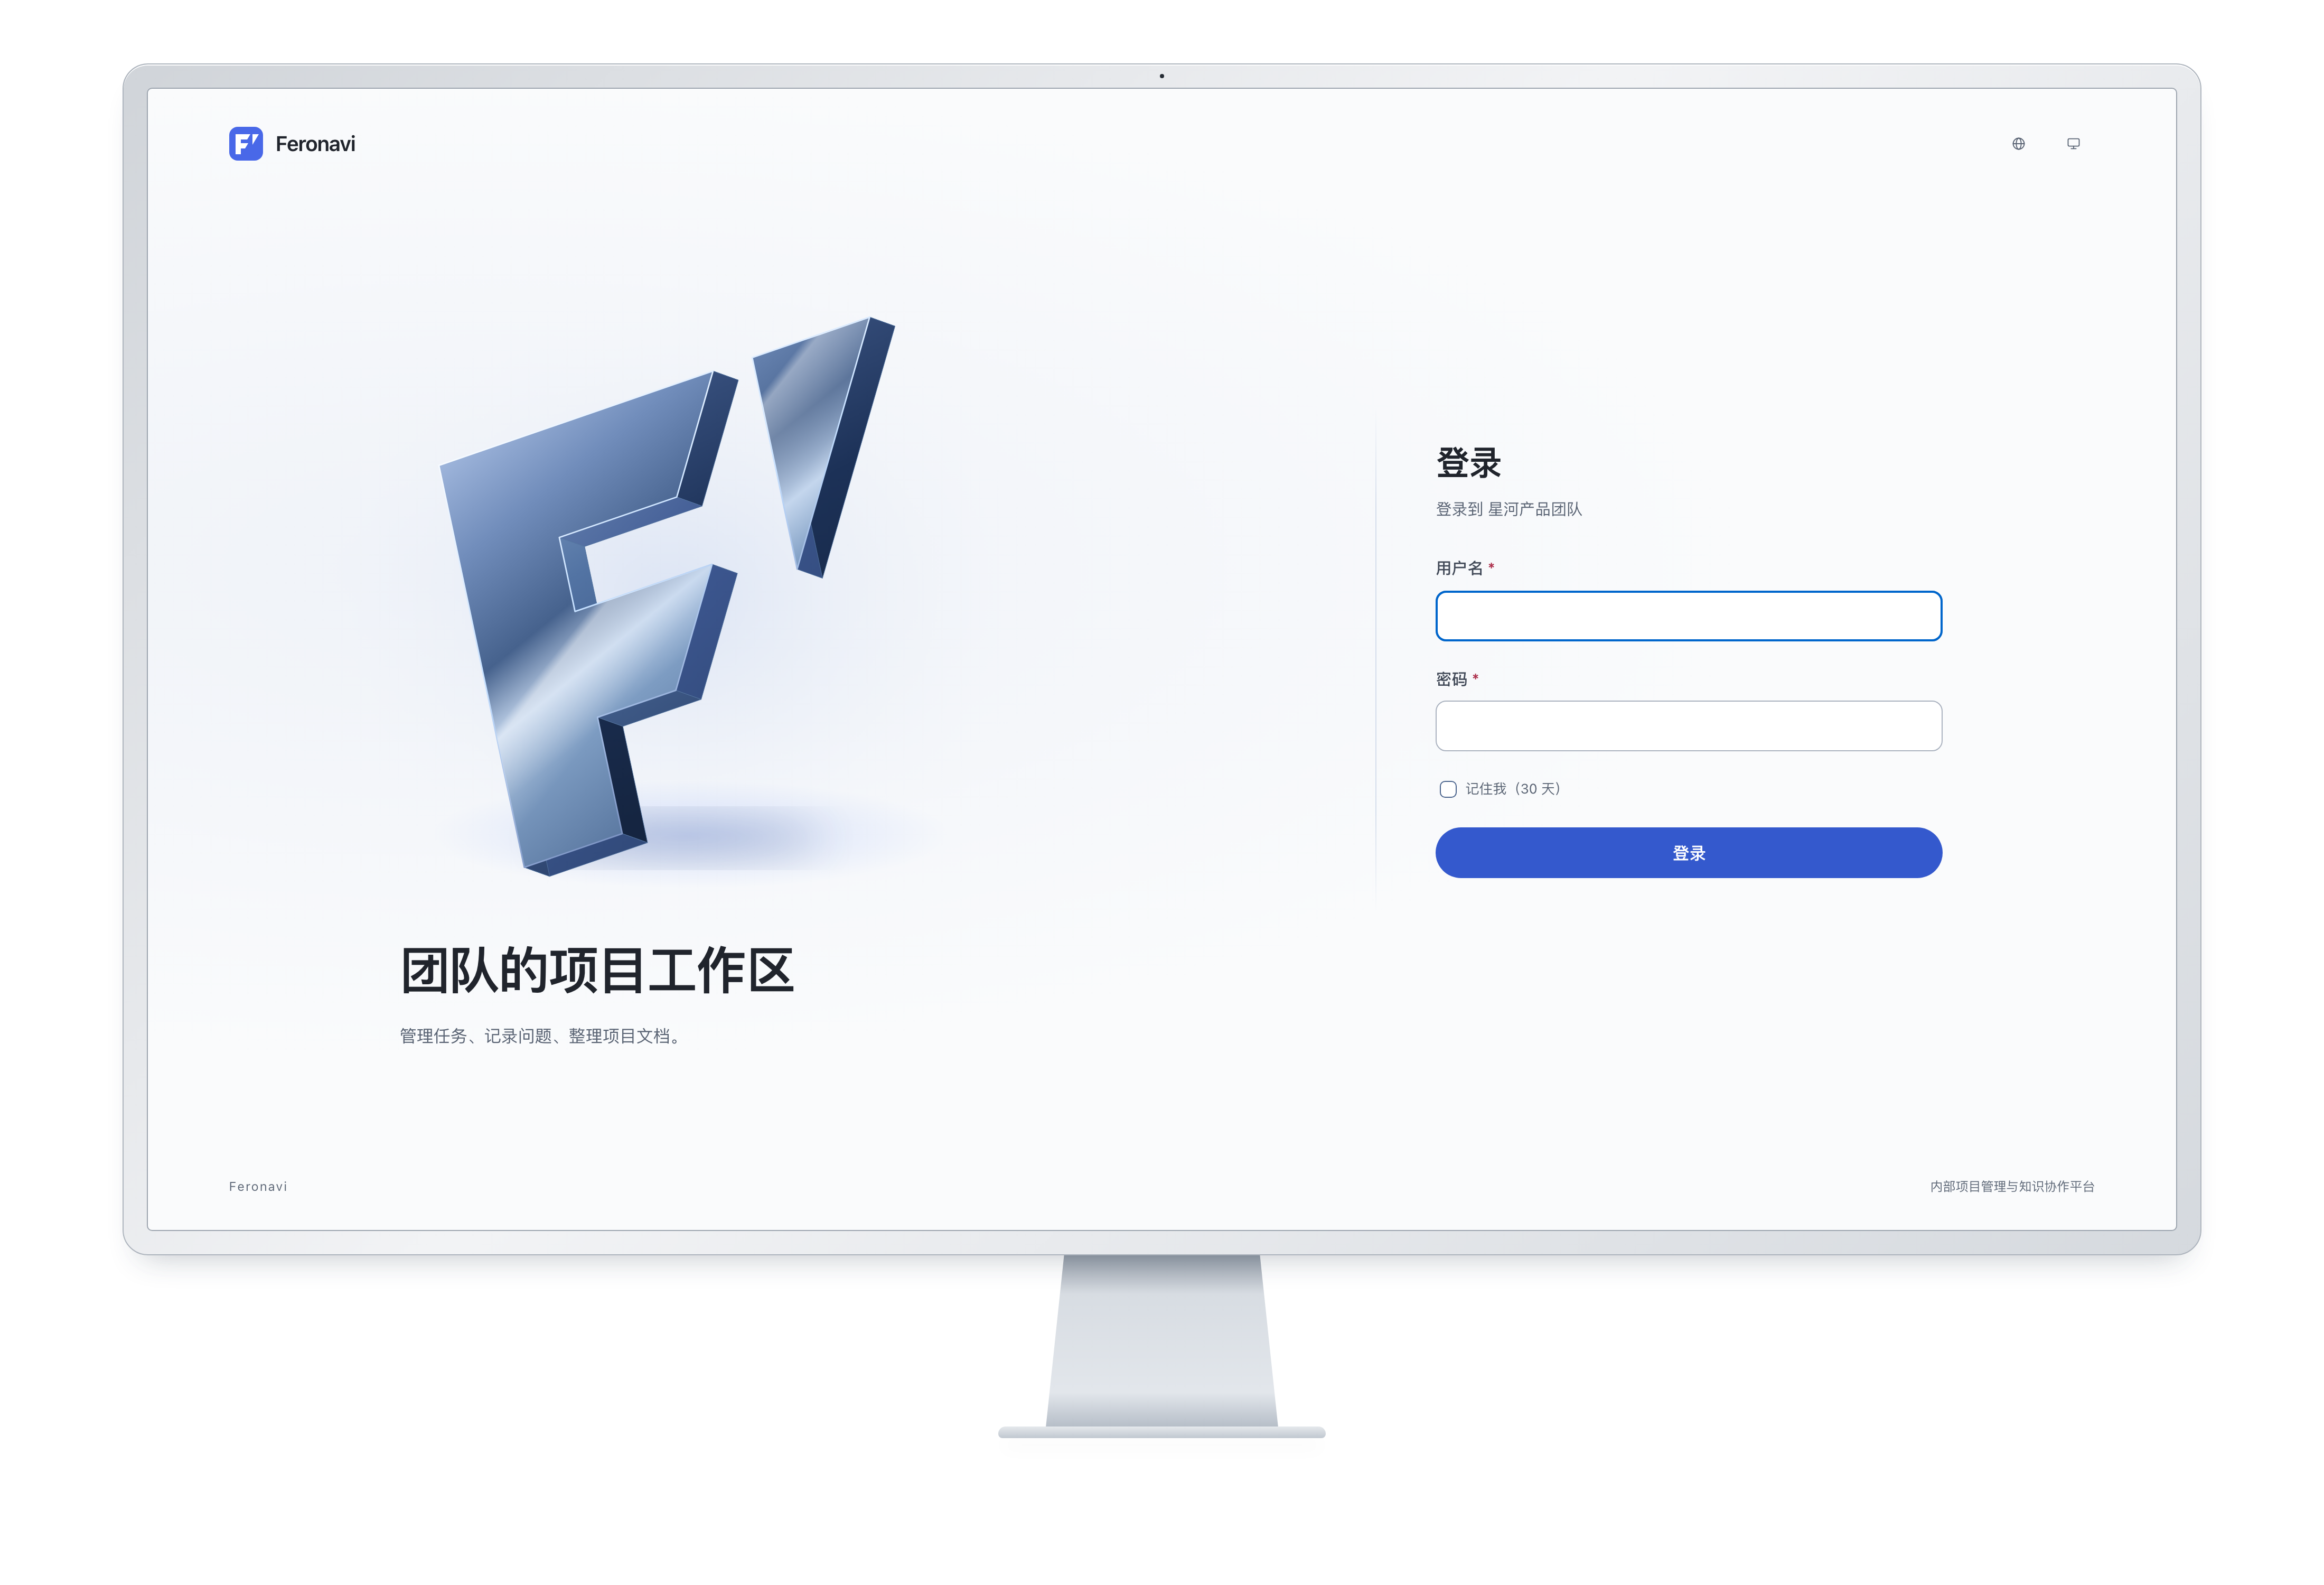 Feronavi
登录
登录到 星河产品团队
用户名 *
密码 *
记住我（30 天）
登录
团队的项目工作区
管理任务、记录问题、整理项目文档。
Feronavi
内部项目管理与知识协作平台